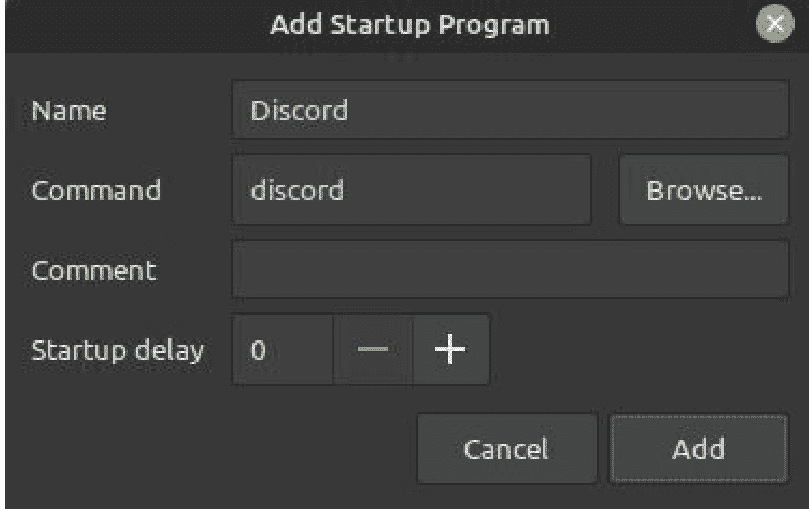 Add Startup Program
Name Discord
Command discord Browse...
Comment
Startup delay 0 — +
Cancel Add